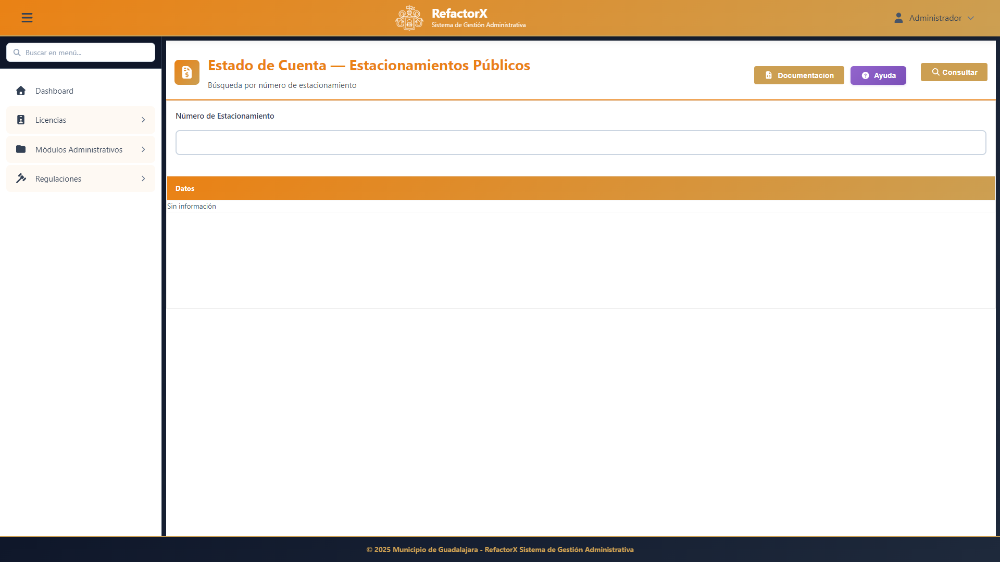 RefactorX
Sistema de Gestión Administrativa
Administrador
Buscar en menú...
Dashboard
Licencias
Módulos Administrativos
Regulaciones
Estado de Cuenta — Estacionamientos Públicos
Búsqueda por número de estacionamiento
Documentacion
Ayuda
Consultar
Número de Estacionamiento
Datos
Sin información
© 2025 Municipio de Guadalajara - RefactorX Sistema de Gestión Administrativa